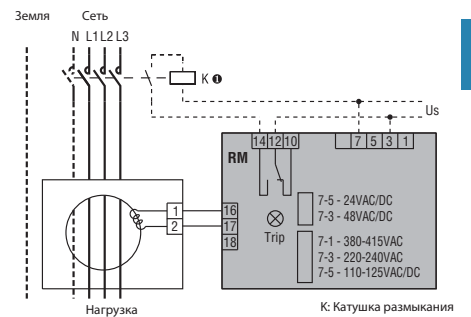 Земля Сеть
N L1 L2 L3
K ❶
Us
14 12 10 7 5 3 1
RM
1 16
2 17
18
Trip
7-5 - 24VAC/DC
7-3 - 48VAC/DC
7-1 - 380-415VAC
7-3 - 220-240VAC
7-5 - 110-125VAC/DC
Нагрузка
K: Катушка размыкания